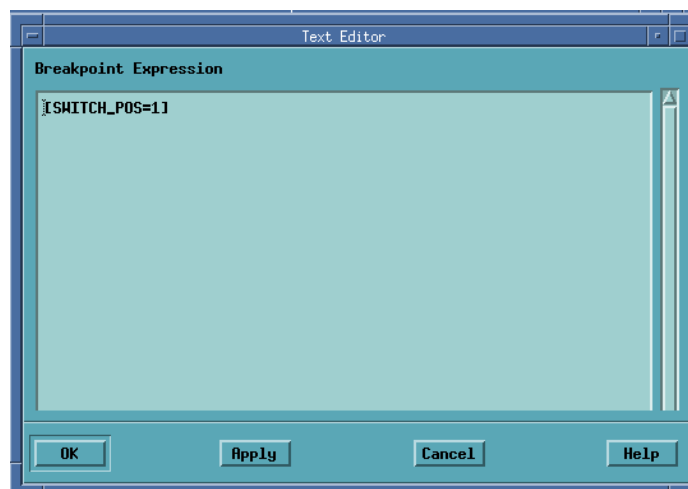 Text Editor
Breakpoint Expression
[SWITCH_POS=1]
OK
Apply
Cancel
Help